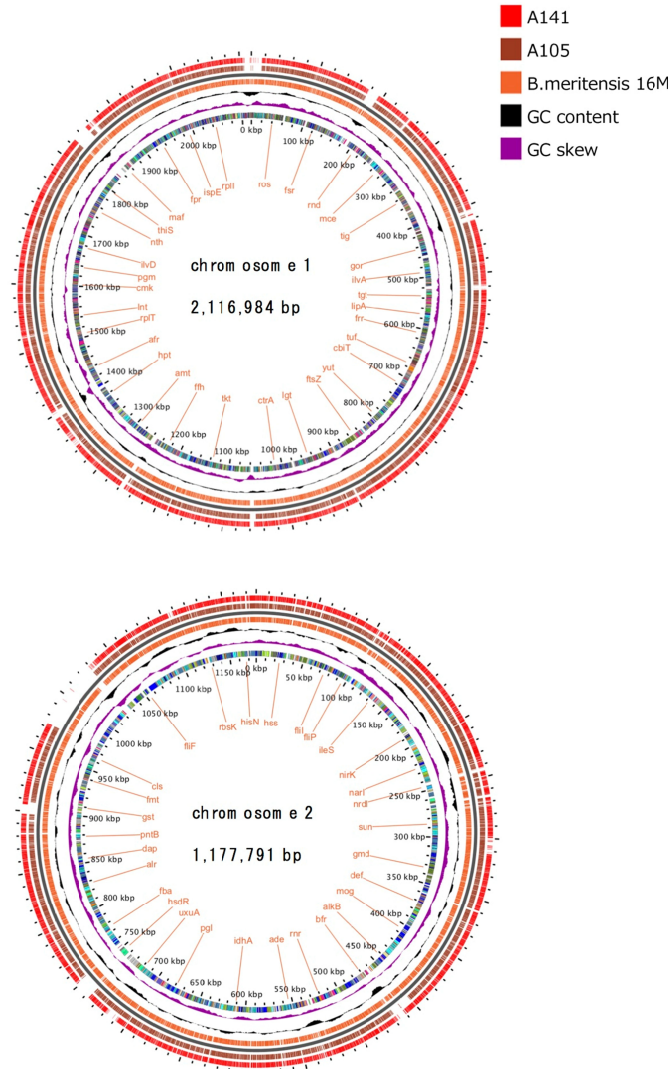 A141
A105
B.meritensis 16M
GC content
GC skew
0 kbp
100 kbp
200 kbp
300 kbp
400 kbp
500 kbp
600 kbp
700 kbp
800 kbp
900 kbp
1000 kbp
1100 kbp
1200 kbp
1300 kbp
1400 kbp
1500 kbp
1600 kbp
1700 kbp
1800 kbp
1900 kbp
2000 kbp
fsr
rnd
mce
tig
gor
ilvA
tgt
lipA
frr
tuf
cbiT
yut
ftsZ
lgt
ctrA
tkt
ffh
amt
hpt
afr
rplT
lnt
cmk
pgm
ilvD
nth
thiS
maf
fpr
ispE
chromosome 1
2,116,984 bp
0 kbp
50 kbp
100 kbp
150 kbp
200 kbp
250 kbp
300 kbp
350 kbp
400 kbp
450 kbp
500 kbp
550 kbp
600 kbp
650 kbp
700 kbp
750 kbp
800 kbp
850 kbp
900 kbp
950 kbp
1000 kbp
1050 kbp
1100 kbp
1150 kbp
hisN
hss
fliI
fliP
ileS
nirK
narI
nrdI
sun
gmd
def
mog
alkB
bfr
rnr
ade
idhA
pgl
uxuA
hsdR
fba
alr
dap
pntB
gst
fmt
cls
fliF
rbsK
chromosome 2
1,177,791 bp